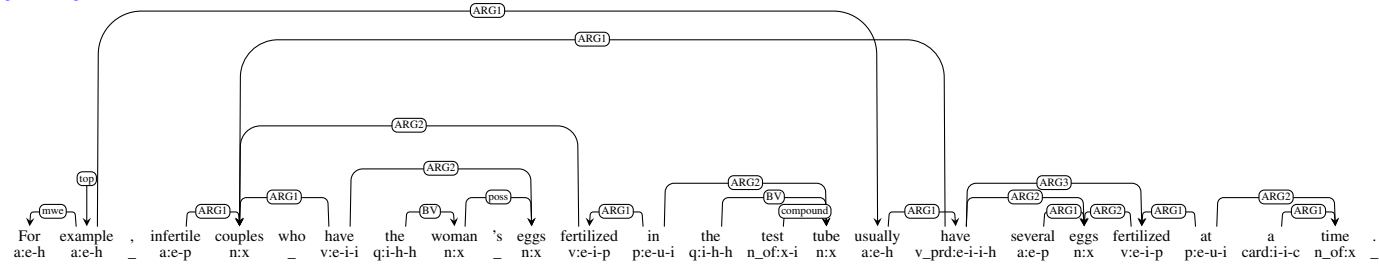 ARG1
ARG1
ARG2
ARG2 ARG2 ARG3
top BV ARG2 ARG2
mwe ARG1 ARG1 BV poss ARG1 compound ARG1 ARG1 ARG2 ARG1 ARG1
For example , infertile couples who have the woman 's eggs fertilized in the test tube usually have several eggs fertilized at a time .
a:e-h a:e-h _ a:e-p n:x _ v:e-i-i q:i-h-h n:x _ n:x v:e-i-p p:e-u-i q:i-h-h n_of:x-i n:x a:e-h v_prd:e-i-i-h a:e-p n:x v:e-i-p p:e-u-i card:i-i-c n_of:x _